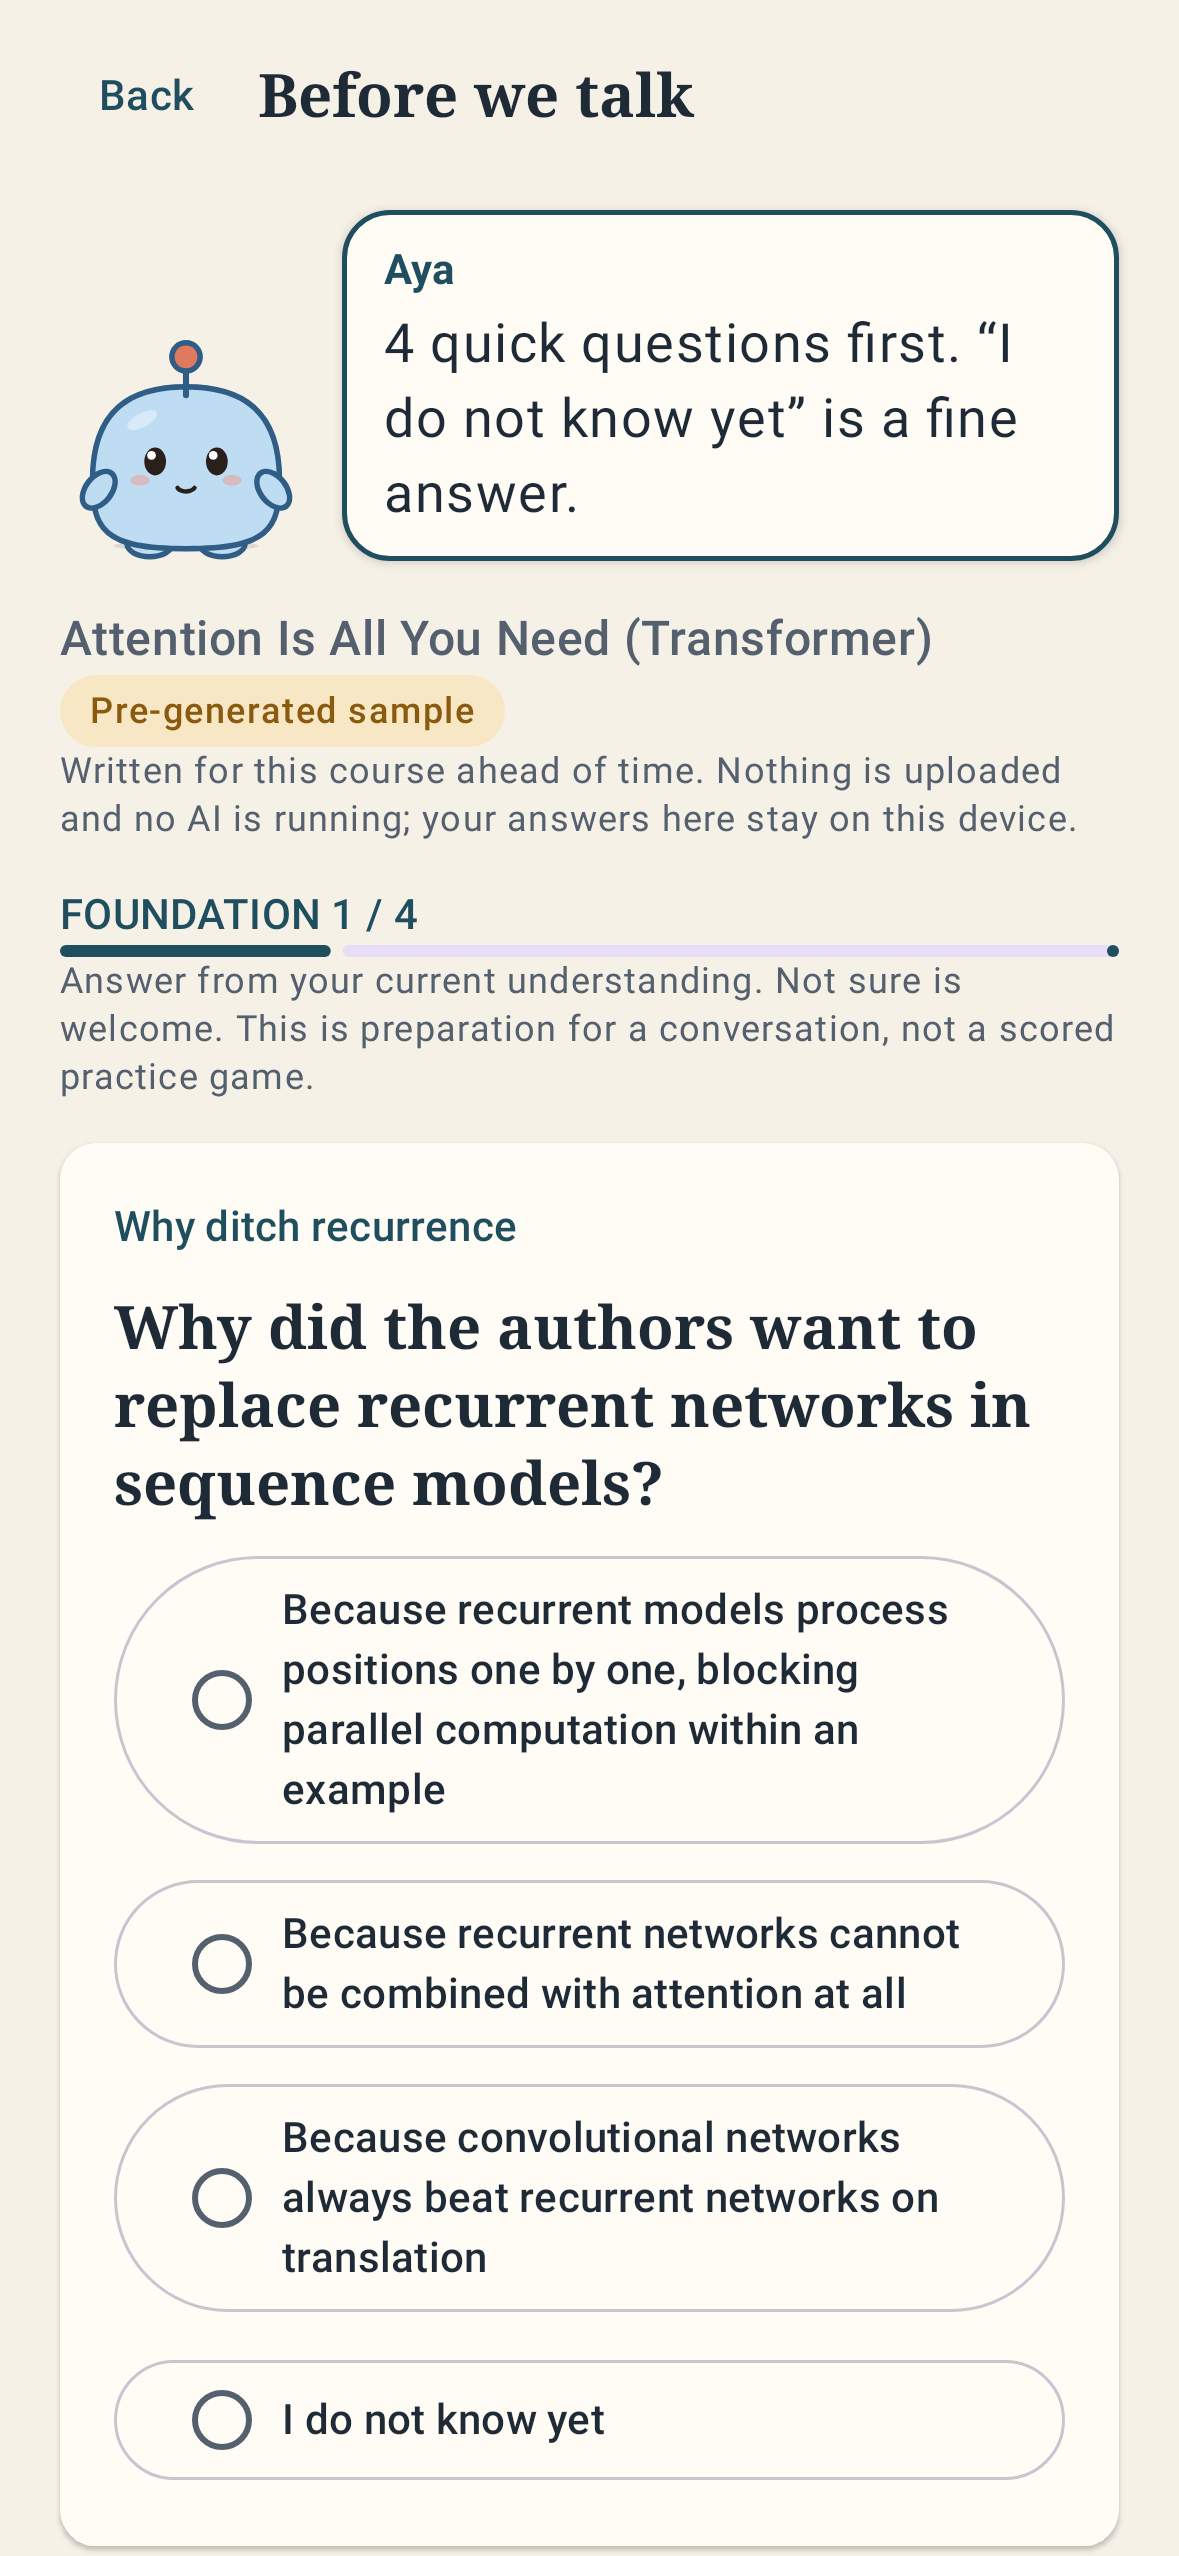 Back
Before we talk
Aya
4 quick questions first. “I
do not know yet” is a fine
answer.
Attention Is All You Need (Transformer)
Pre-generated sample
Written for this course ahead of time. Nothing is uploaded
and no AI is running; your answers here stay on this device.
FOUNDATION 1 / 4
Answer from your current understanding. Not sure is
welcome. This is preparation for a conversation, not a scored
practice game.
Why ditch recurrence
Why did the authors want to
replace recurrent networks in
sequence models?
Because recurrent models process
positions one by one, blocking
parallel computation within an
example
Because recurrent networks cannot
be combined with attention at all
Because convolutional networks
always beat recurrent networks on
translation
I do not know yet